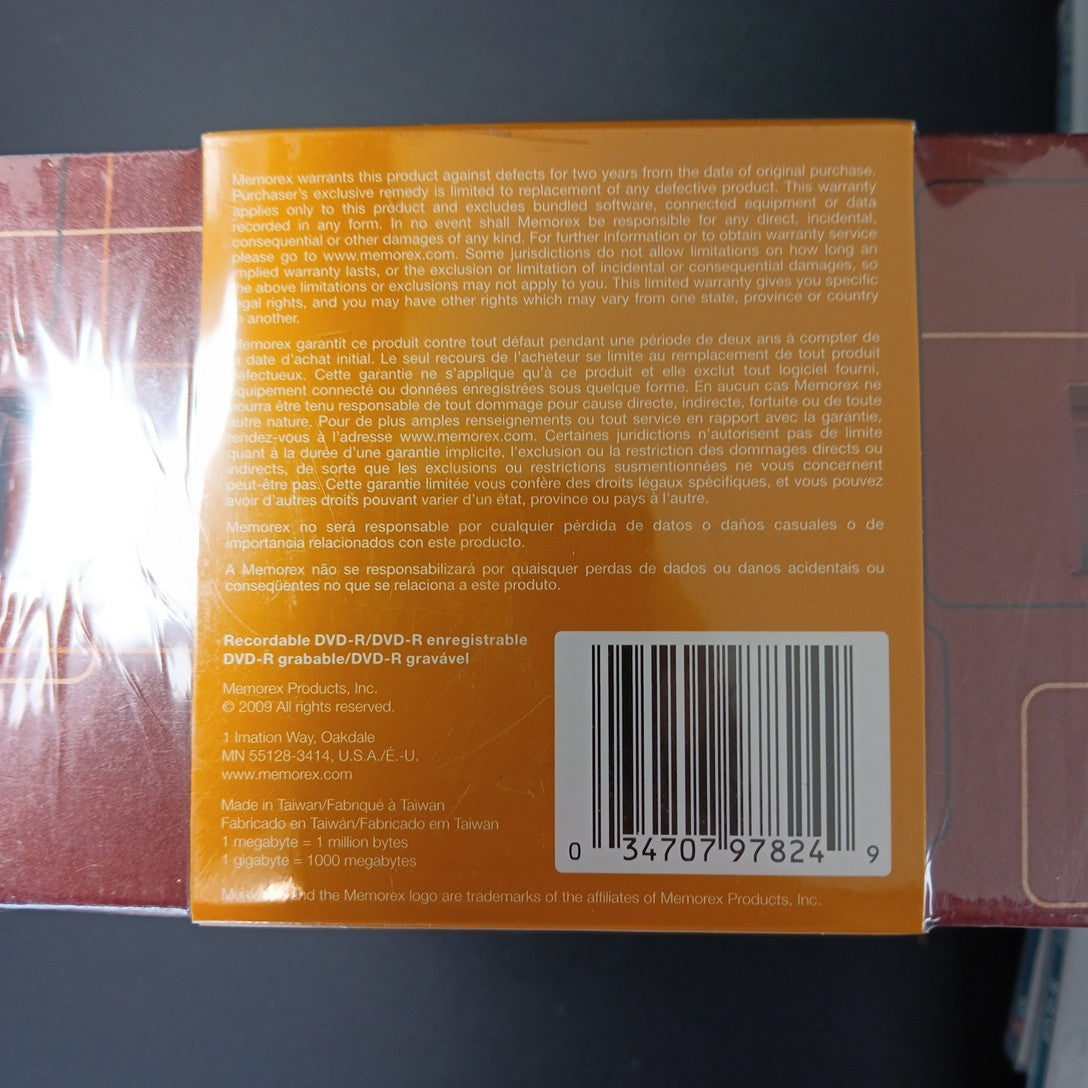 Memorex warrants this product against defects for two years from the date of original purchase.
Purchaser's exclusive remedy is limited to replacement of any defective product. This warranty
applies only to this product and excludes bundled software, connected equipment or data
recorded in any form. In no event shall Memorex be responsible for any direct, incidental,
consequential or other damages of any kind. For further information or to obtain warranty service
please go to www.memorex.com. Some jurisdictions do not allow limitations on how long an
implied warranty lasts, or the exclusion or limitation of incidental or consequential damages, so
the above limitations or exclusions may not apply to you. This limited warranty gives you specific
legal rights, and you may have other rights which may vary from one state, province or country
to another.
Memorex garantit ce produit contre tout défaut pendant une période de deux ans à compter de
la date d'achat initial. Le seul recours de l'acheteur se limite au remplacement de tout produit
défectueux. Cette garantie ne s'applique qu'à ce produit et elle exclut tout logiciel fourni,
équipement connecté ou données enregistrées sous quelque forme. En aucun cas Memorex ne
pourra être tenu responsable de tout dommage pour cause directe, indirecte, fortuite ou de toute
autre nature. Pour de plus amples renseignements ou tout service en rapport avec la garantie,
rendez-vous à l'adresse www.memorex.com. Certaines juridictions n'autorisent pas de limite
quant à la durée d'une garantie implicite, l'exclusion ou la restriction des dommages directs ou
indirects, de sorte que les exclusions ou restrictions susmentionnées ne vous concernent
peut-être pas. Cette garantie limitée vous confère des droits légaux spécifiques, et vous pouvez
avoir d'autres droits pouvant varier d'un état, province ou pays à l'autre.
Memorex no será responsable por cualquier pérdida de datos o daños casuales o de
importancia relacionados con este producto.
A Memorex não se responsabilizará por quaisquer perdas de dados ou danos acidentais ou
conseqüentes no que se relaciona a este produto.
Recordable DVD-R/DVD-R enregistrable
DVD-R grabable/DVD-R gravável
Memorex Products, Inc.
© 2009 All rights reserved.
1 Imation Way, Oakdale
MN 55128-3414, U.S.A./É.-U.
www.memorex.com
Made in Taiwan/Fabriqué à Taïwan
Fabricado en Taiwán/Fabricado em Taiwan
1 megabyte = 1 million bytes
1 gigabyte = 1000 megabytes
Memorex and the Memorex logo are trademarks of the affiliates of Memorex Products, Inc.
0 34707 97824 9